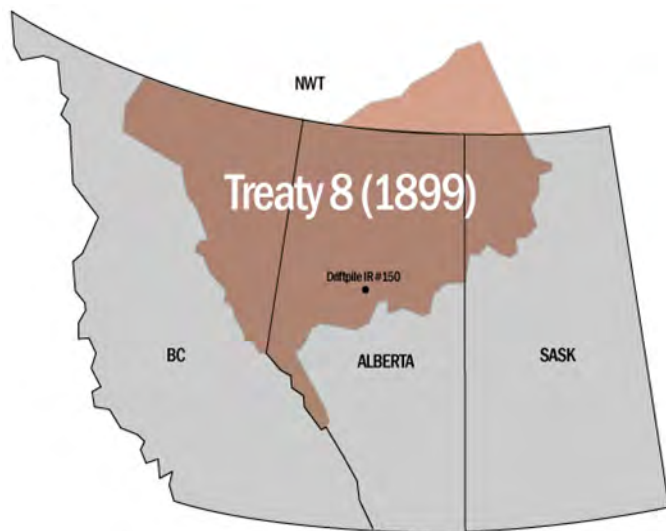 NWT
Treaty 8 (1899)
Driftpile IR #150
BC
ALBERTA
SASK